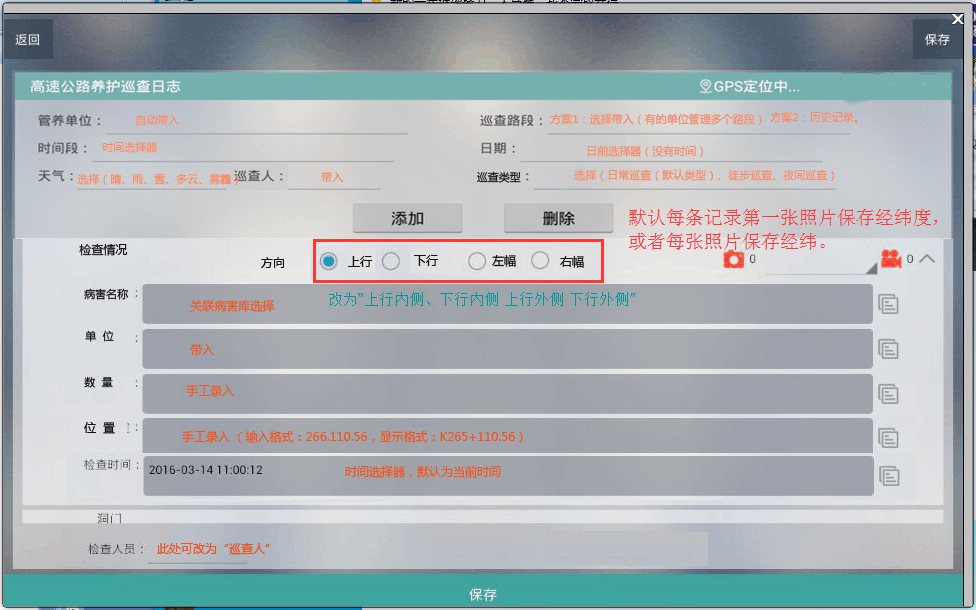 返回
保存
高速公路养护巡查日志
GPS定位中...
管养单位：
自动带入
巡查路段：
方案1：选择带入（有的单位管理多个路段）
方案2：历史记录。
时间段：
时间选择器
日期：
日前选择器（没有时间）
天气：
选择（晴、雨、雪、多云、雾霾
巡查人：
带入
巡查类型：
选择（日常巡查（默认类型）、徒步巡查、夜间巡查）
添加
删除
默认每条记录第一张照片保存经纬度，
或者每张照片保存经纬。
检查情况
方向
上行
下行
左幅
右幅
0
0
改为“上行内侧、下行内侧 上行外侧 下行外侧”
病害名称：
关联病害库选择
单 位 ：
带入
数 量 ：
手工录入
位 置 ：
手工录入（输入格式：266.110.56，显示格式：K265+110.56）
检查时间：
2016-03-14 11:00:12
时间选择器，默认为当前时间
洞门
检查人员：
此处可改为“巡查人”
保存